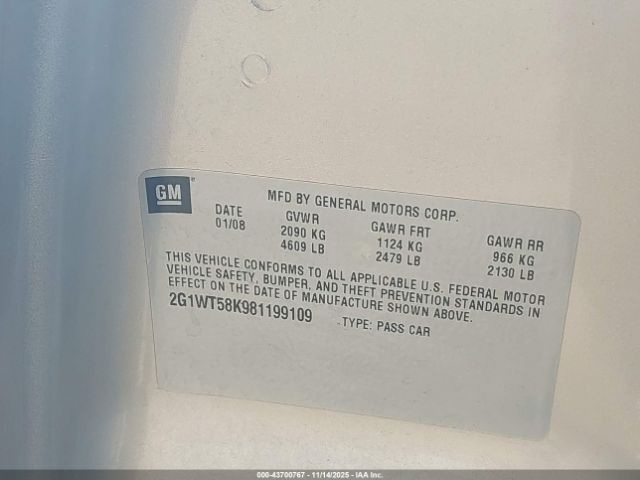 GM
MFD BY GENERAL MOTORS CORP.
DATE GVWR GAWR FRT GAWR RR
01/08 2090 KG 1124 KG 966 KG
4609 LB 2479 LB 2130 LB
THIS VEHICLE CONFORMS TO ALL APPLICABLE U.S. FEDERAL MOTOR
VEHICLE SAFETY, BUMPER, AND THEFT PREVENTION STANDARDS IN
EFFECT ON THE DATE OF MANUFACTURE SHOWN ABOVE.
2G1WT58K981199109 TYPE: PASS CAR
000-43700767 - 11/14/2025 - IAA Inc.